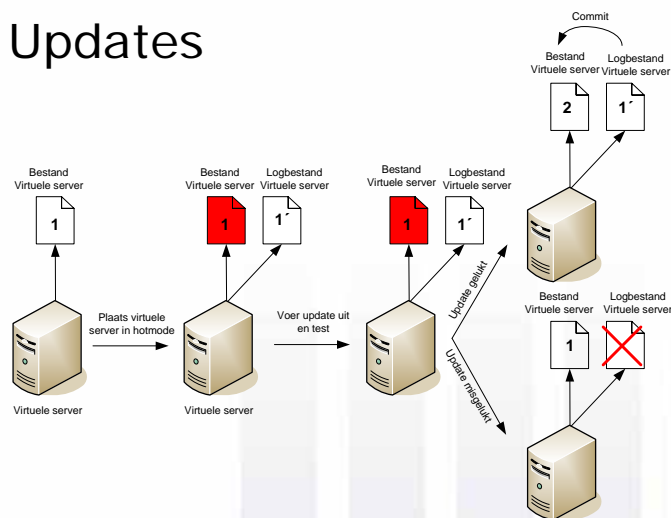 Updates
Commit
Bestand
Virtuele server
Logbestand
Virtuele server
2
1´
Bestand
Virtuele server
1
Bestand
Virtuele server
Logbestand
Virtuele server
1
1´
Bestand
Virtuele server
Logbestand
Virtuele server
1
1´
Plaats virtuele
server in hotmode
Voer update uit
en test
Update gelukt
Update misgelukt
Bestand
Virtuele server
Logbestand
Virtuele server
1
Virtuele server
Virtuele server